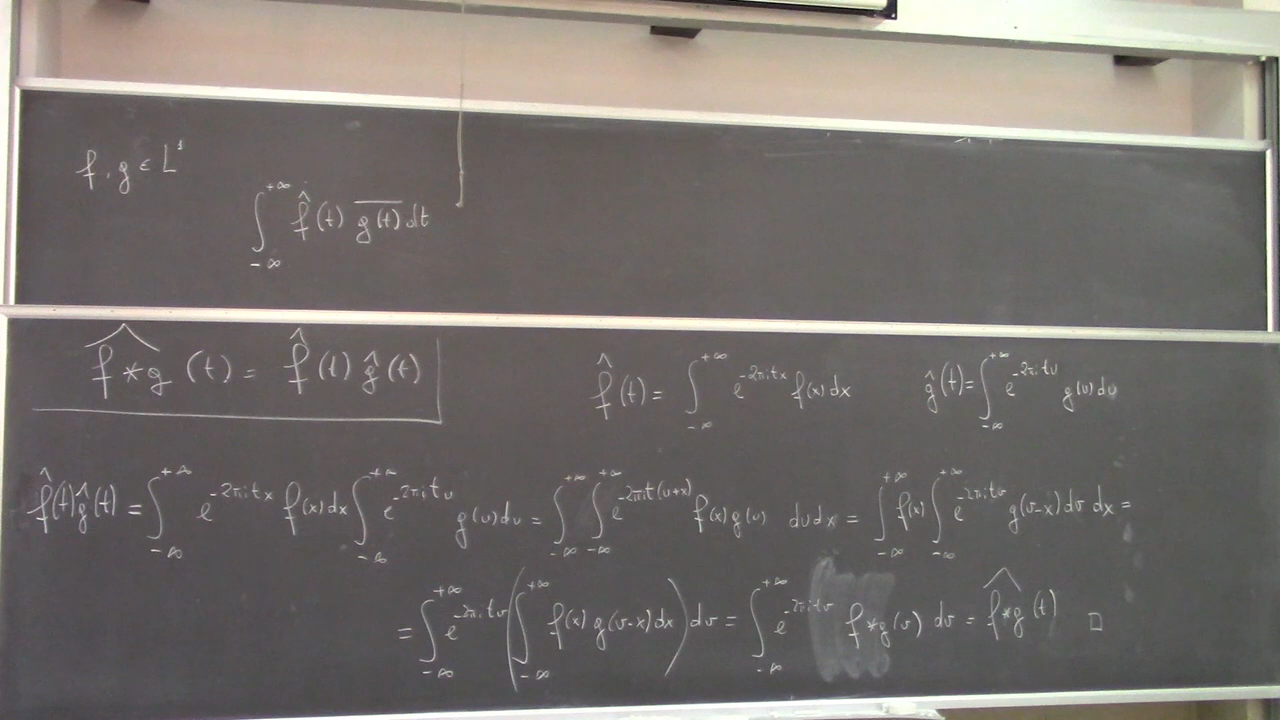 f, g ∈ L¹
∫_{-∞}^{+∞} f̂(t) \overline{g(t)} dt
\widehat{f*g}(t) = f̂(t) ĝ(t)
f̂(t) = ∫_{-∞}^{+∞} e^{-2πitx} f(x) dx
ĝ(t) = ∫_{-∞}^{+∞} e^{-2πitu} g(u) du
f̂(t)ĝ(t) = ∫_{-∞}^{+∞} e^{-2πitx} f(x) dx ∫_{-∞}^{+∞} e^{-2πitu} g(u) du = ∫_{-∞}^{+∞} ∫_{-∞}^{+∞} e^{-2πit(u+x)} f(x) g(u) du dx = ∫_{-∞}^{+∞} f(x) ∫_{-∞}^{+∞} e^{-2πitv} g(v-x) dv dx =
= ∫_{-∞}^{+∞} e^{-2πitv} ( ∫_{-∞}^{+∞} f(x) g(v-x) dx ) dv = ∫_{-∞}^{+∞} e^{-2πitv} f*g(v) dv = \widehat{f*g}(t) □